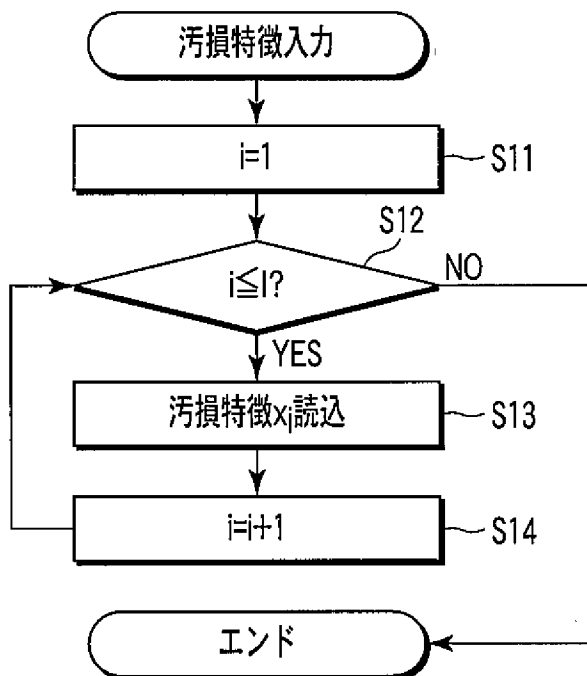 汚損特徴入力
i=1
S11
S12
i≦I?
NO
YES
汚損特徴xi読込
S13
i=i+1
S14
エンド